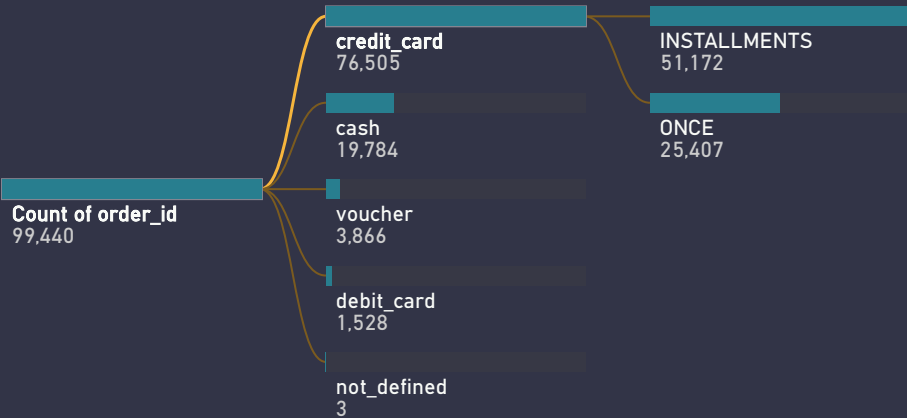 credit_card
76,505
INSTALLMENTS
51,172
cash
19,784
ONCE
25,407
Count of order_id
99,440
voucher
3,866
debit_card
1,528
not_defined
3